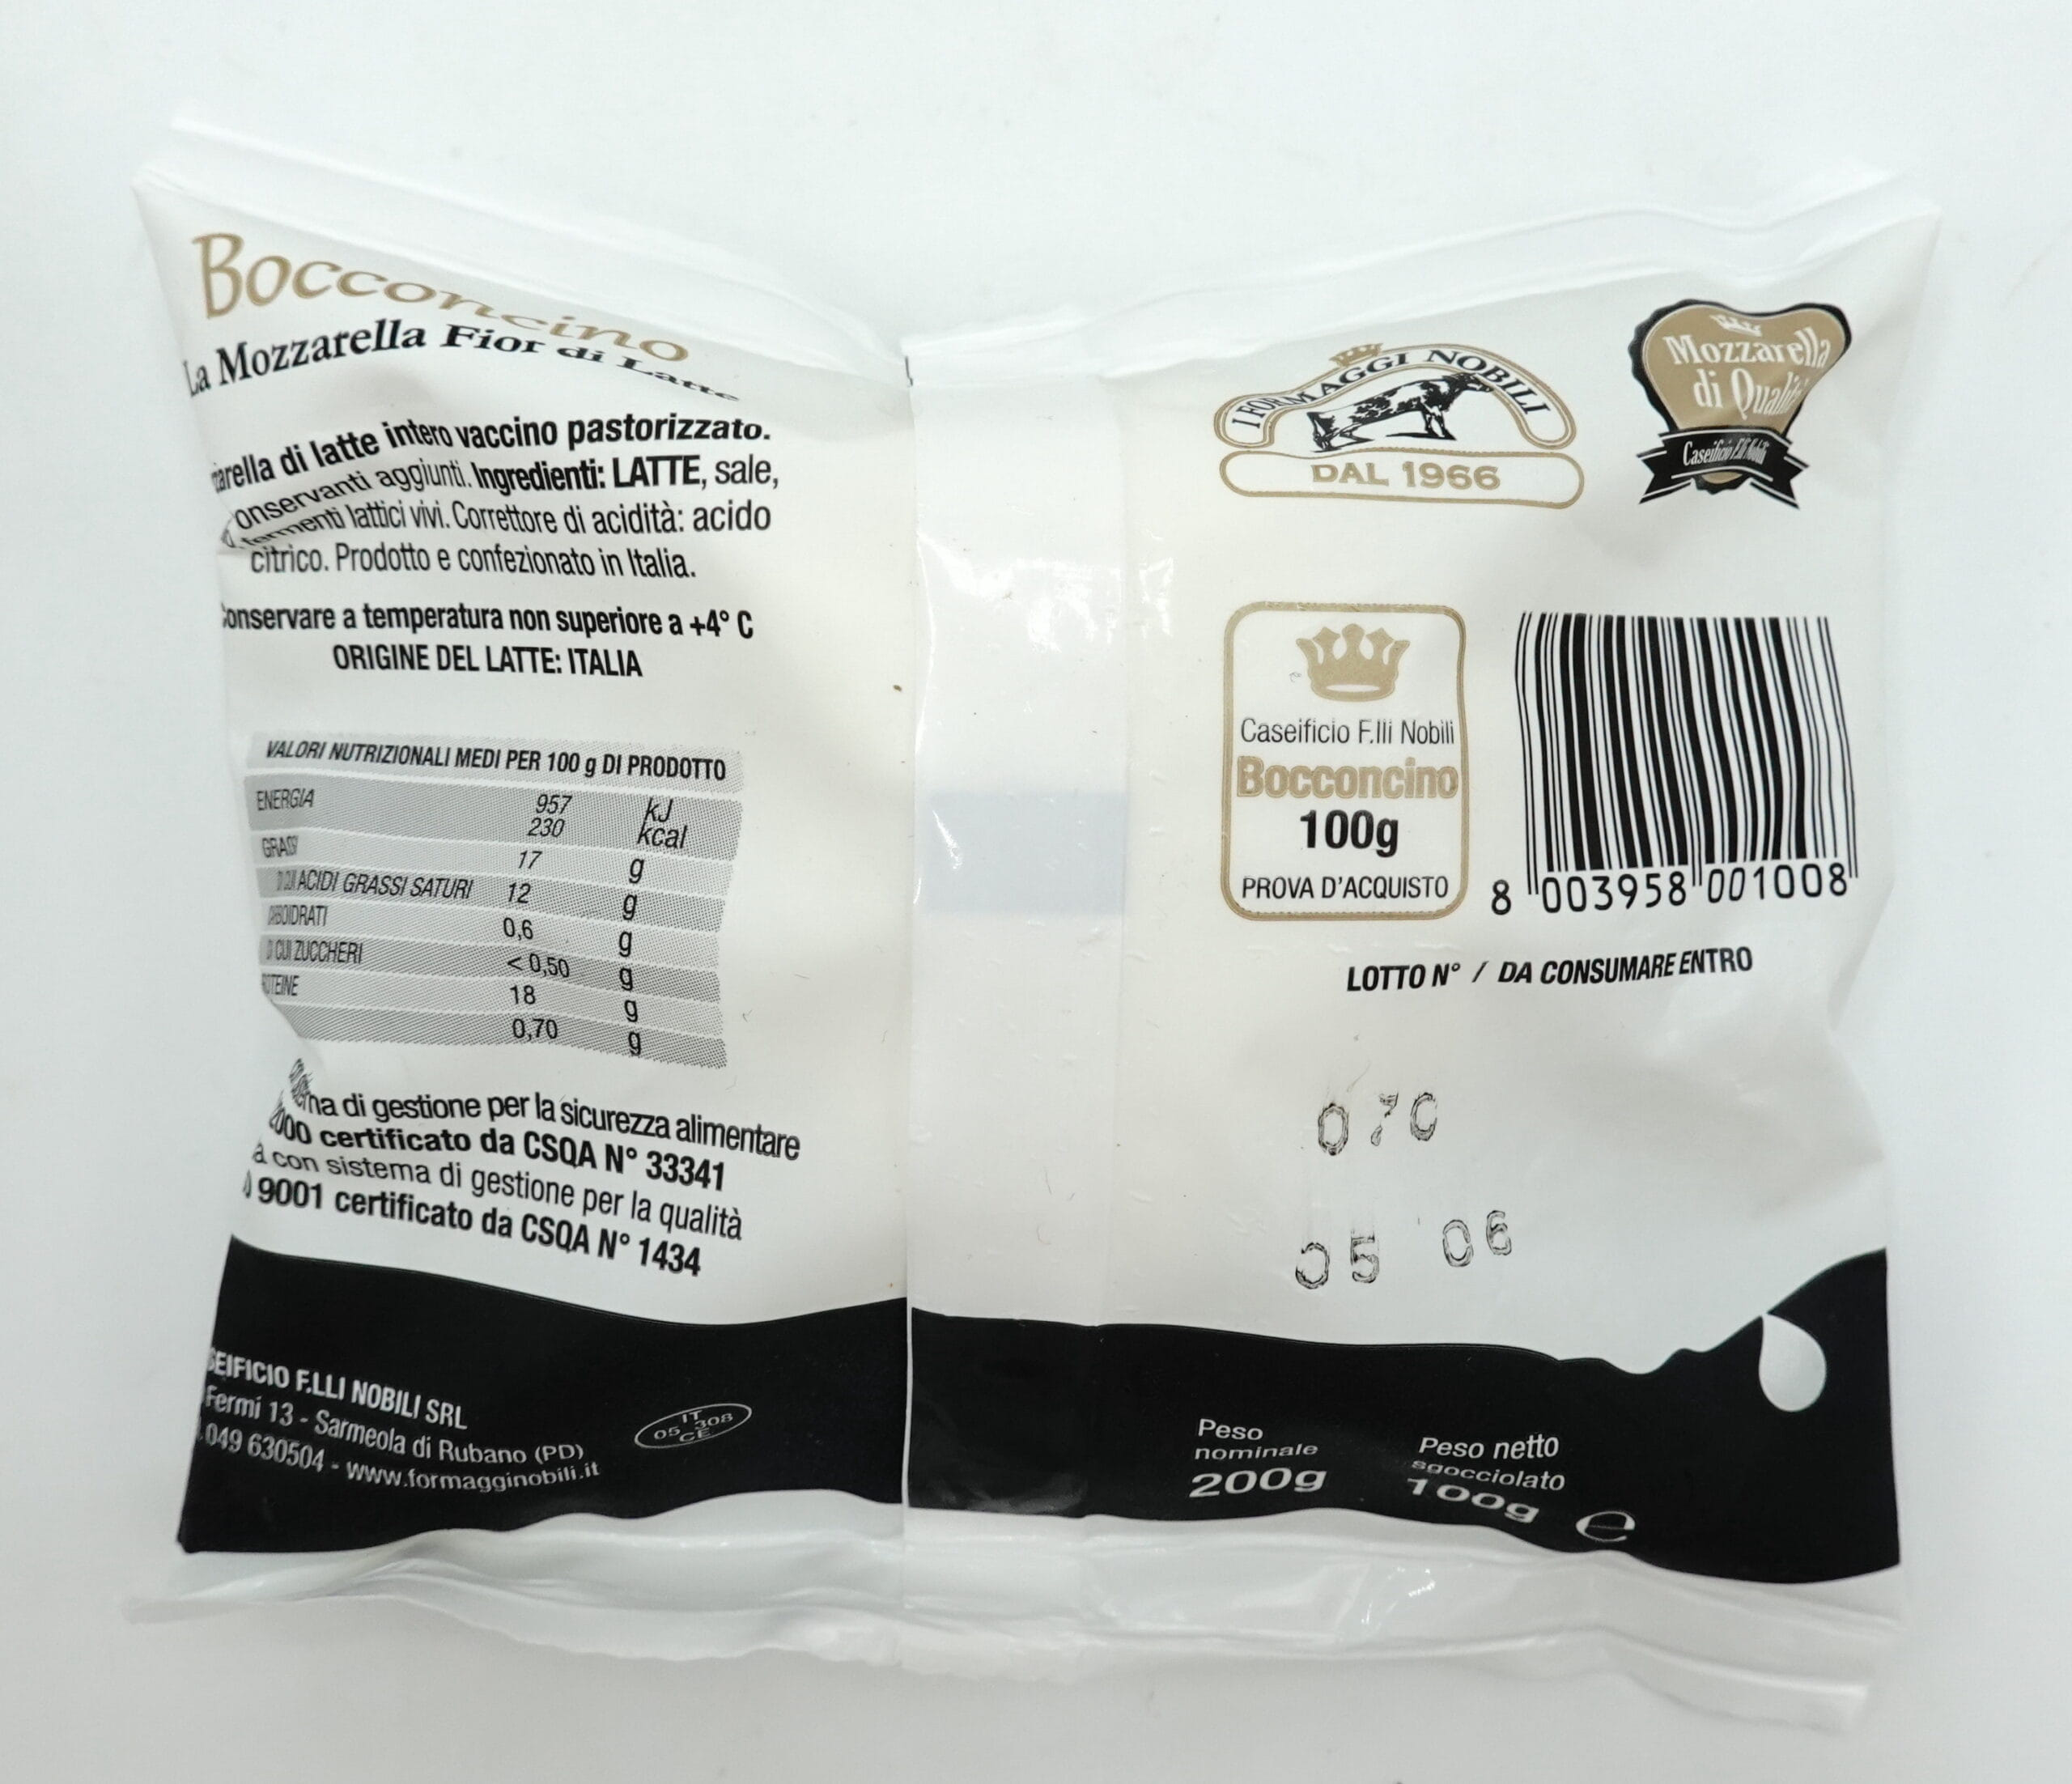 Bocconcino
La Mozzarella Fior di Latte
di latte intero vaccino pastorizzato.
aggiunti. Ingredienti: LATTE, sale,
fermenti lattici vivi. Correttore di acidità: acido
citrico. Prodotto e confezionato in Italia.
Conservare a temperatura non superiore a +4° C
ORIGINE DEL LATTE: ITALIA
VALORI NUTRIZIONALI MEDI PER 100 g DI PRODOTTO
ENERGIA 957 kJ
230 kcal
GRASSI 17 g
DI CUI ACIDI GRASSI SATURI 12 g
0,6 g
DI CUI ZUCCHERI < 0,50 g
18 g
0,70 g
di gestione per la sicurezza alimentare
certificato da CSQA N° 33341
con sistema di gestione per la qualità
9001 certificato da CSQA N° 1434
F.LLI NOBILI SRL
Fermi 13 - Sarmeola di Rubano (PD)
049 630504 - www.formagginobili.it
IT
05 308
CE
I FORMAGGI NOBILI
DAL 1966
Mozzarella
di Qualità
Caseificio F.lli Nobili
Caseificio F.lli Nobili
Bocconcino
100g
PROVA D'ACQUISTO
8 003958 001008
LOTTO N° / DA CONSUMARE ENTRO
070
05 06
Peso
nominale
200g
Peso netto
sgocciolato
100g e